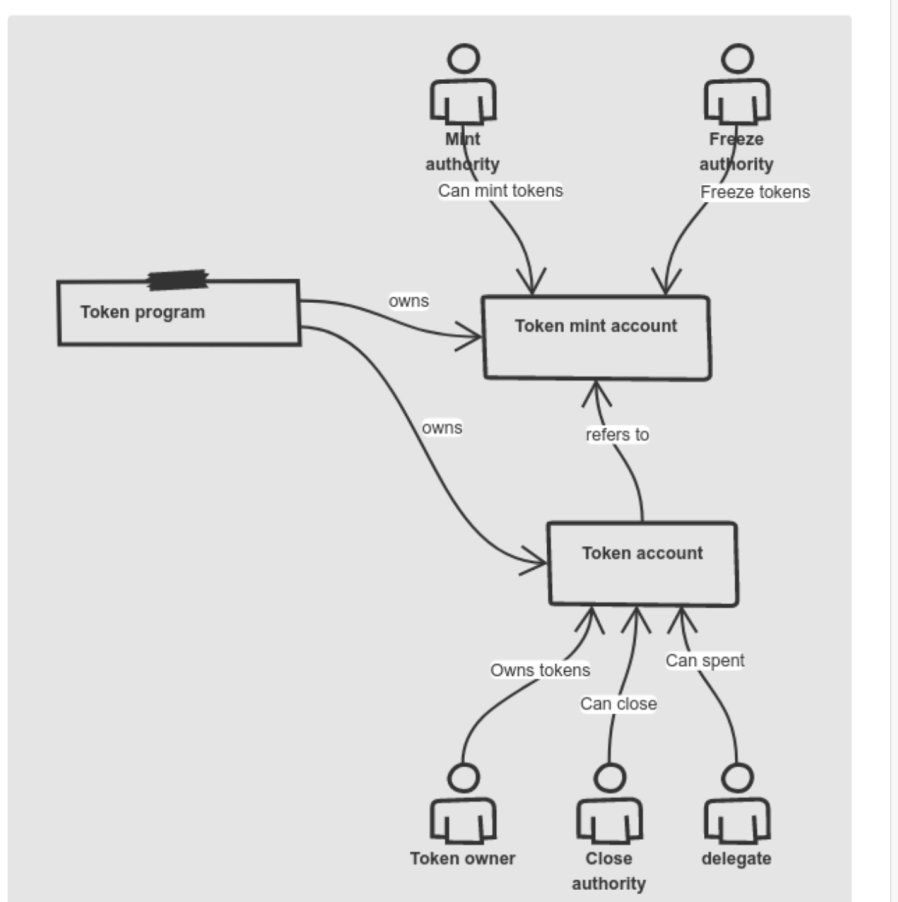 Mint
authority
Freeze
authority
Can mint tokens
Freeze tokens
owns
Token program
Token mint account
owns
refers to
Token account
Owns tokens
Can spent
Can close
Token owner
Close
authority
delegate